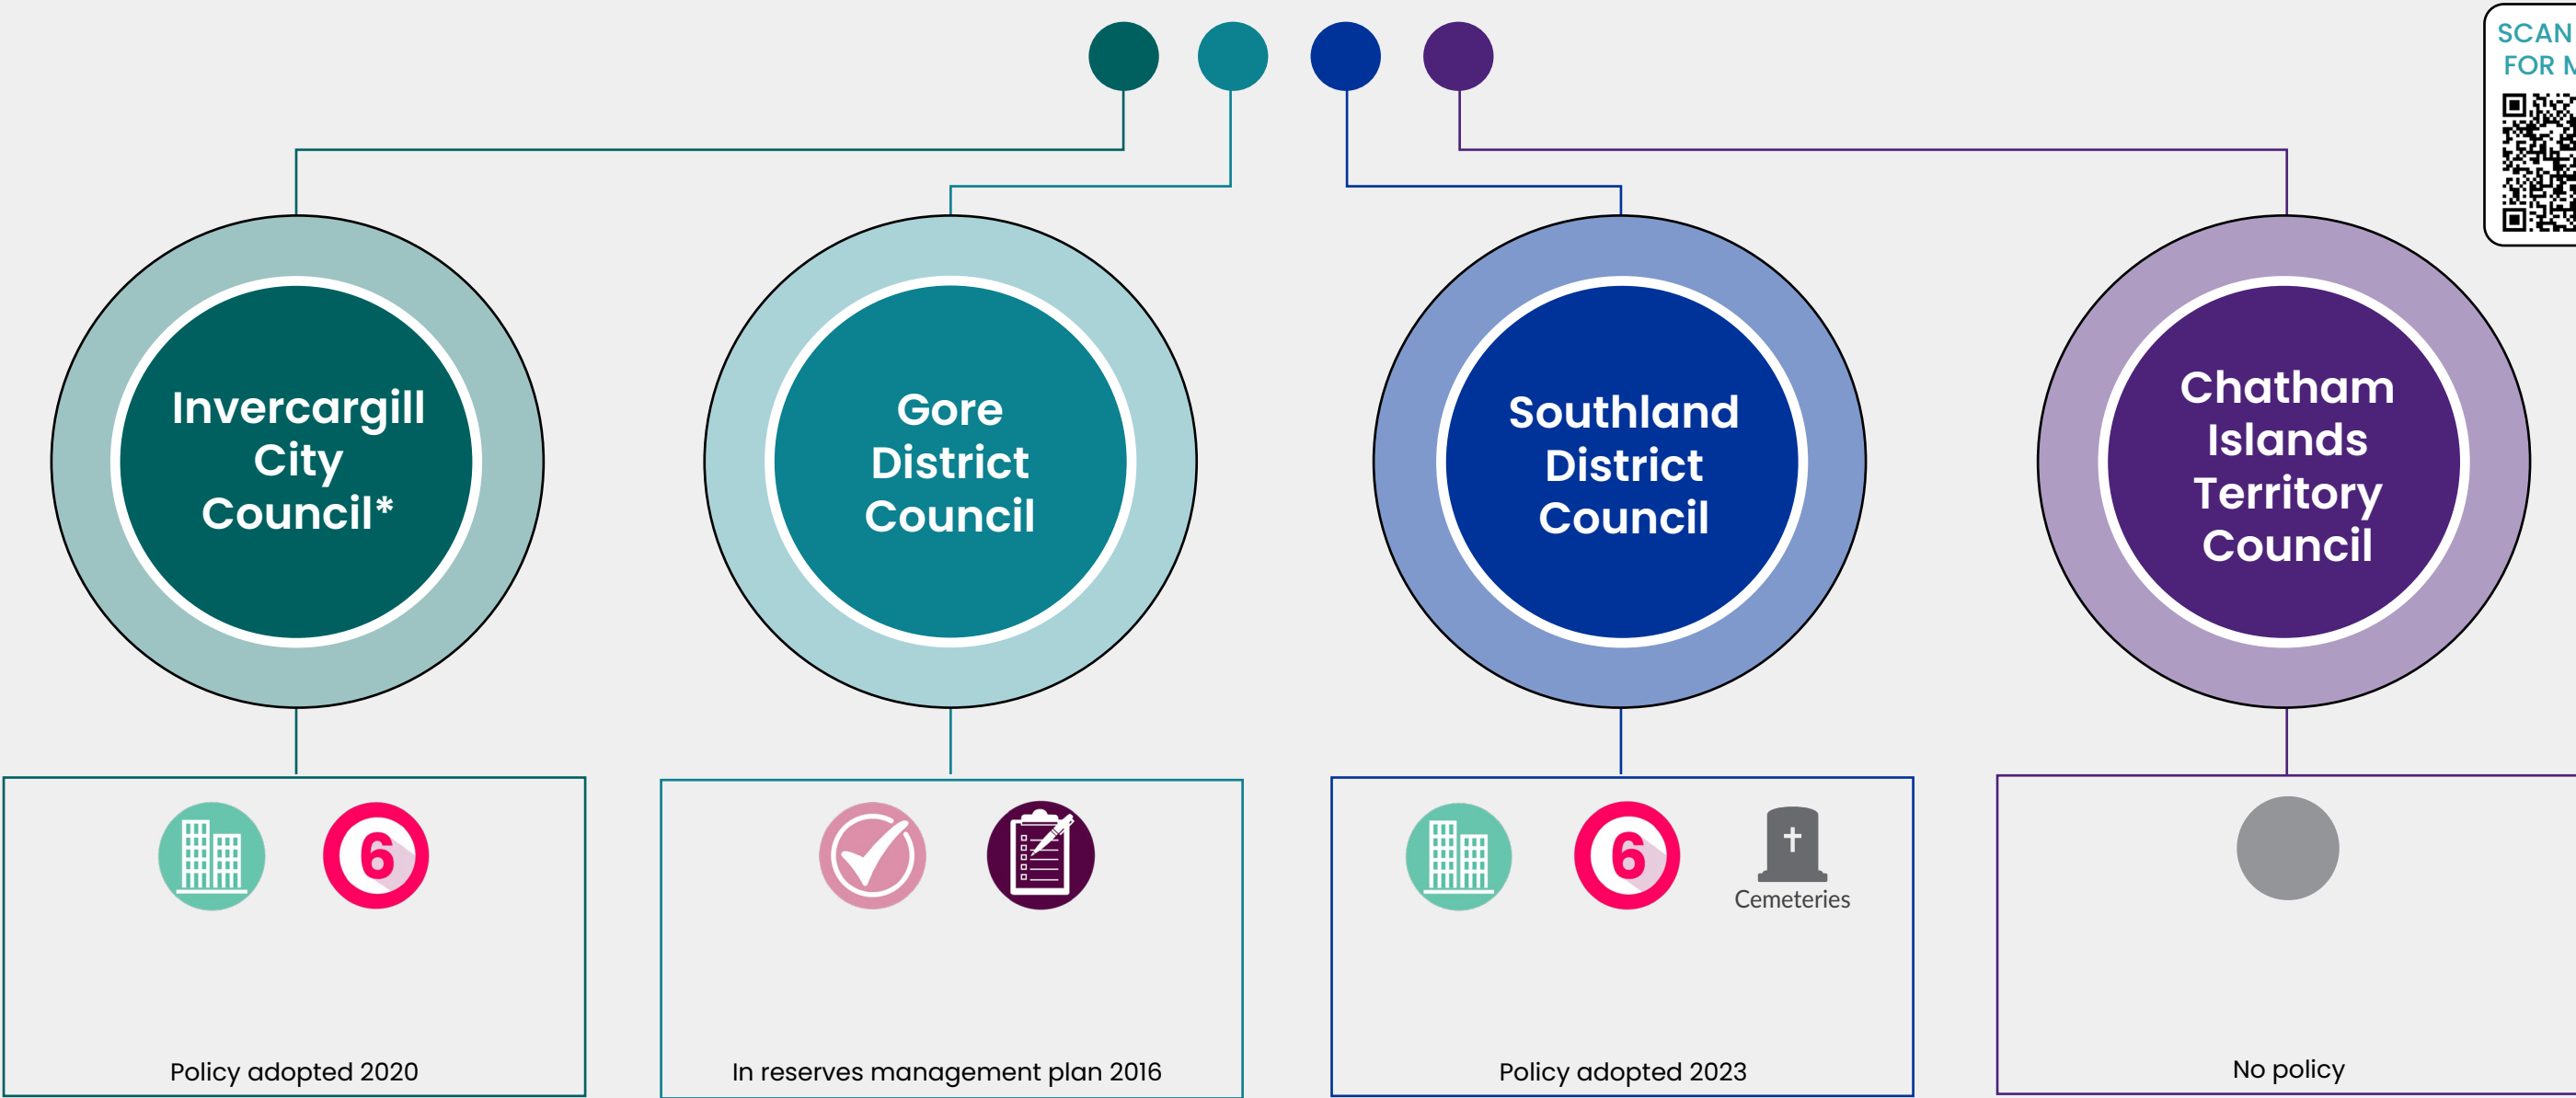 SCAN
FOR M
Invercargill
City
Council*
Gore
District
Council
Southland
District
Council
Chatham
Islands
Territory
Council
6
6
Cemeteries
Policy adopted 2020
In reserves management plan 2016
Policy adopted 2023
No policy